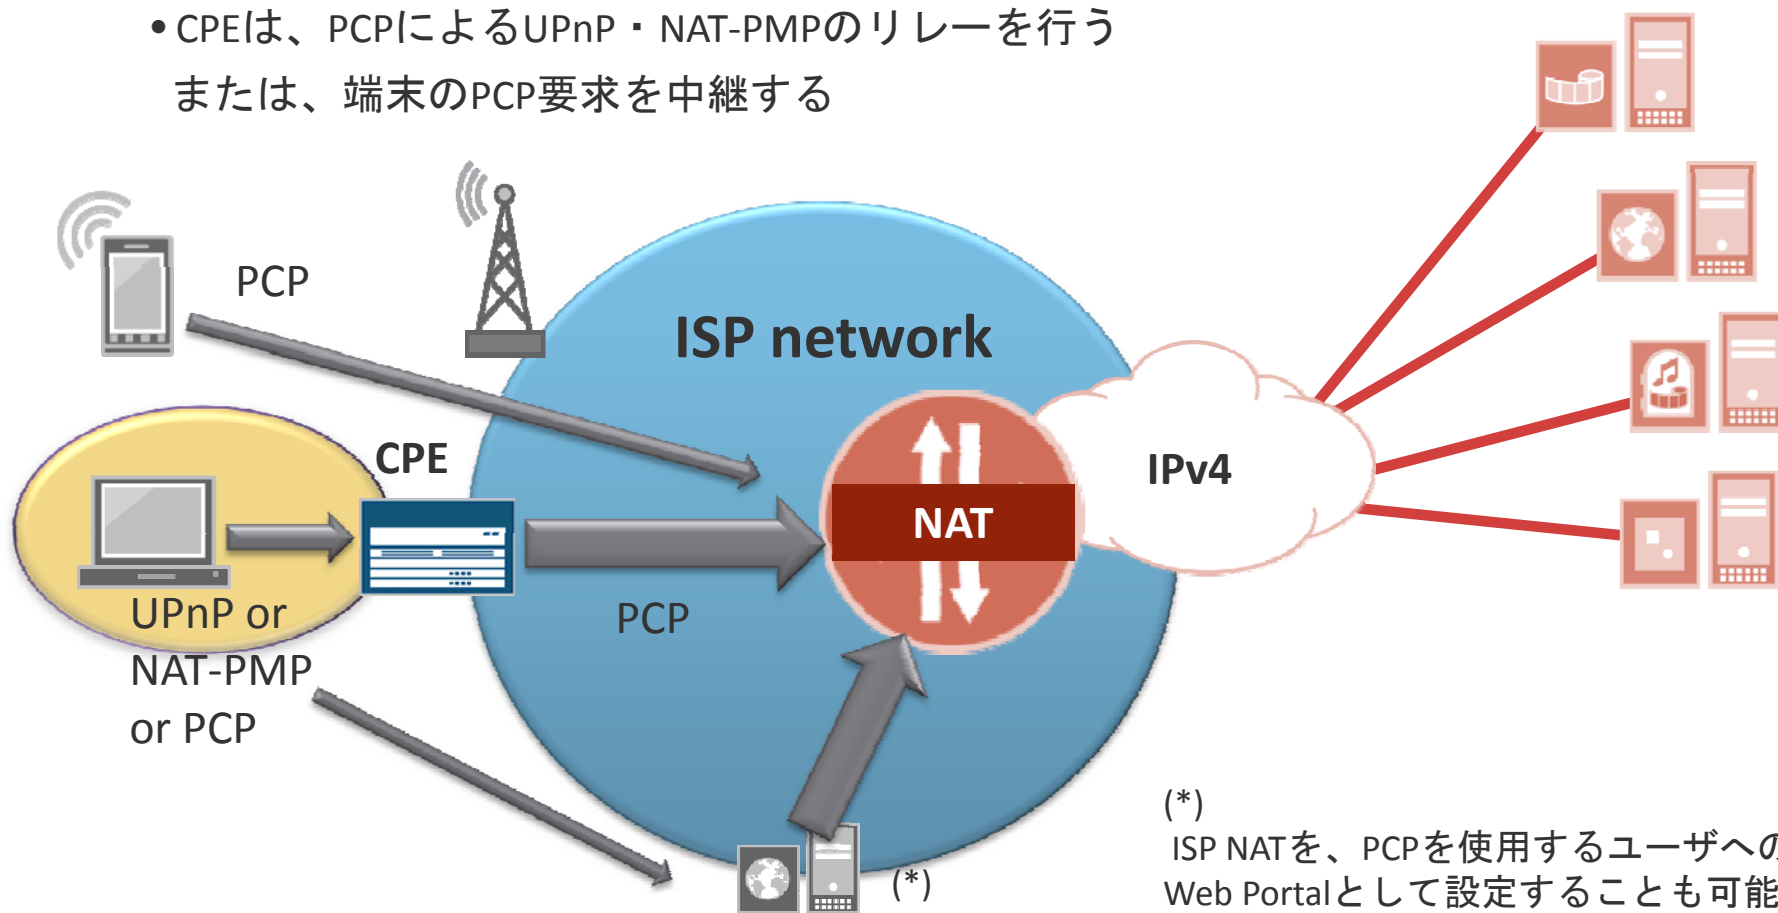 •CPEは、PCPによるUPnP・NAT-PMPのリレーを行う
または、端末のPCP要求を中継する
PCP
ISP network
CPE
IPv4
NAT
UPnP or
NAT-PMP
or PCP
PCP
(*)
(*)
ISP NATを、PCPを使用するユーザへの
Web Portalとして設定することも可能